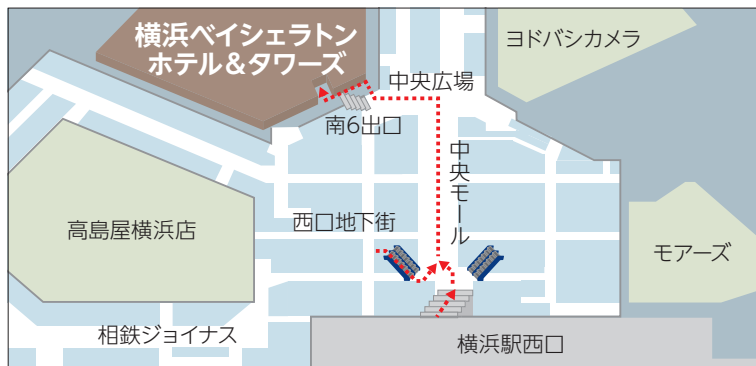 横浜ベイシェラトン
ホテル&タワーズ
ヨドバシカメラ
中央広場
南6出口
中央モール
西口地下街
高島屋横浜店
モアーズ
相鉄ジョイナス
横浜駅西口